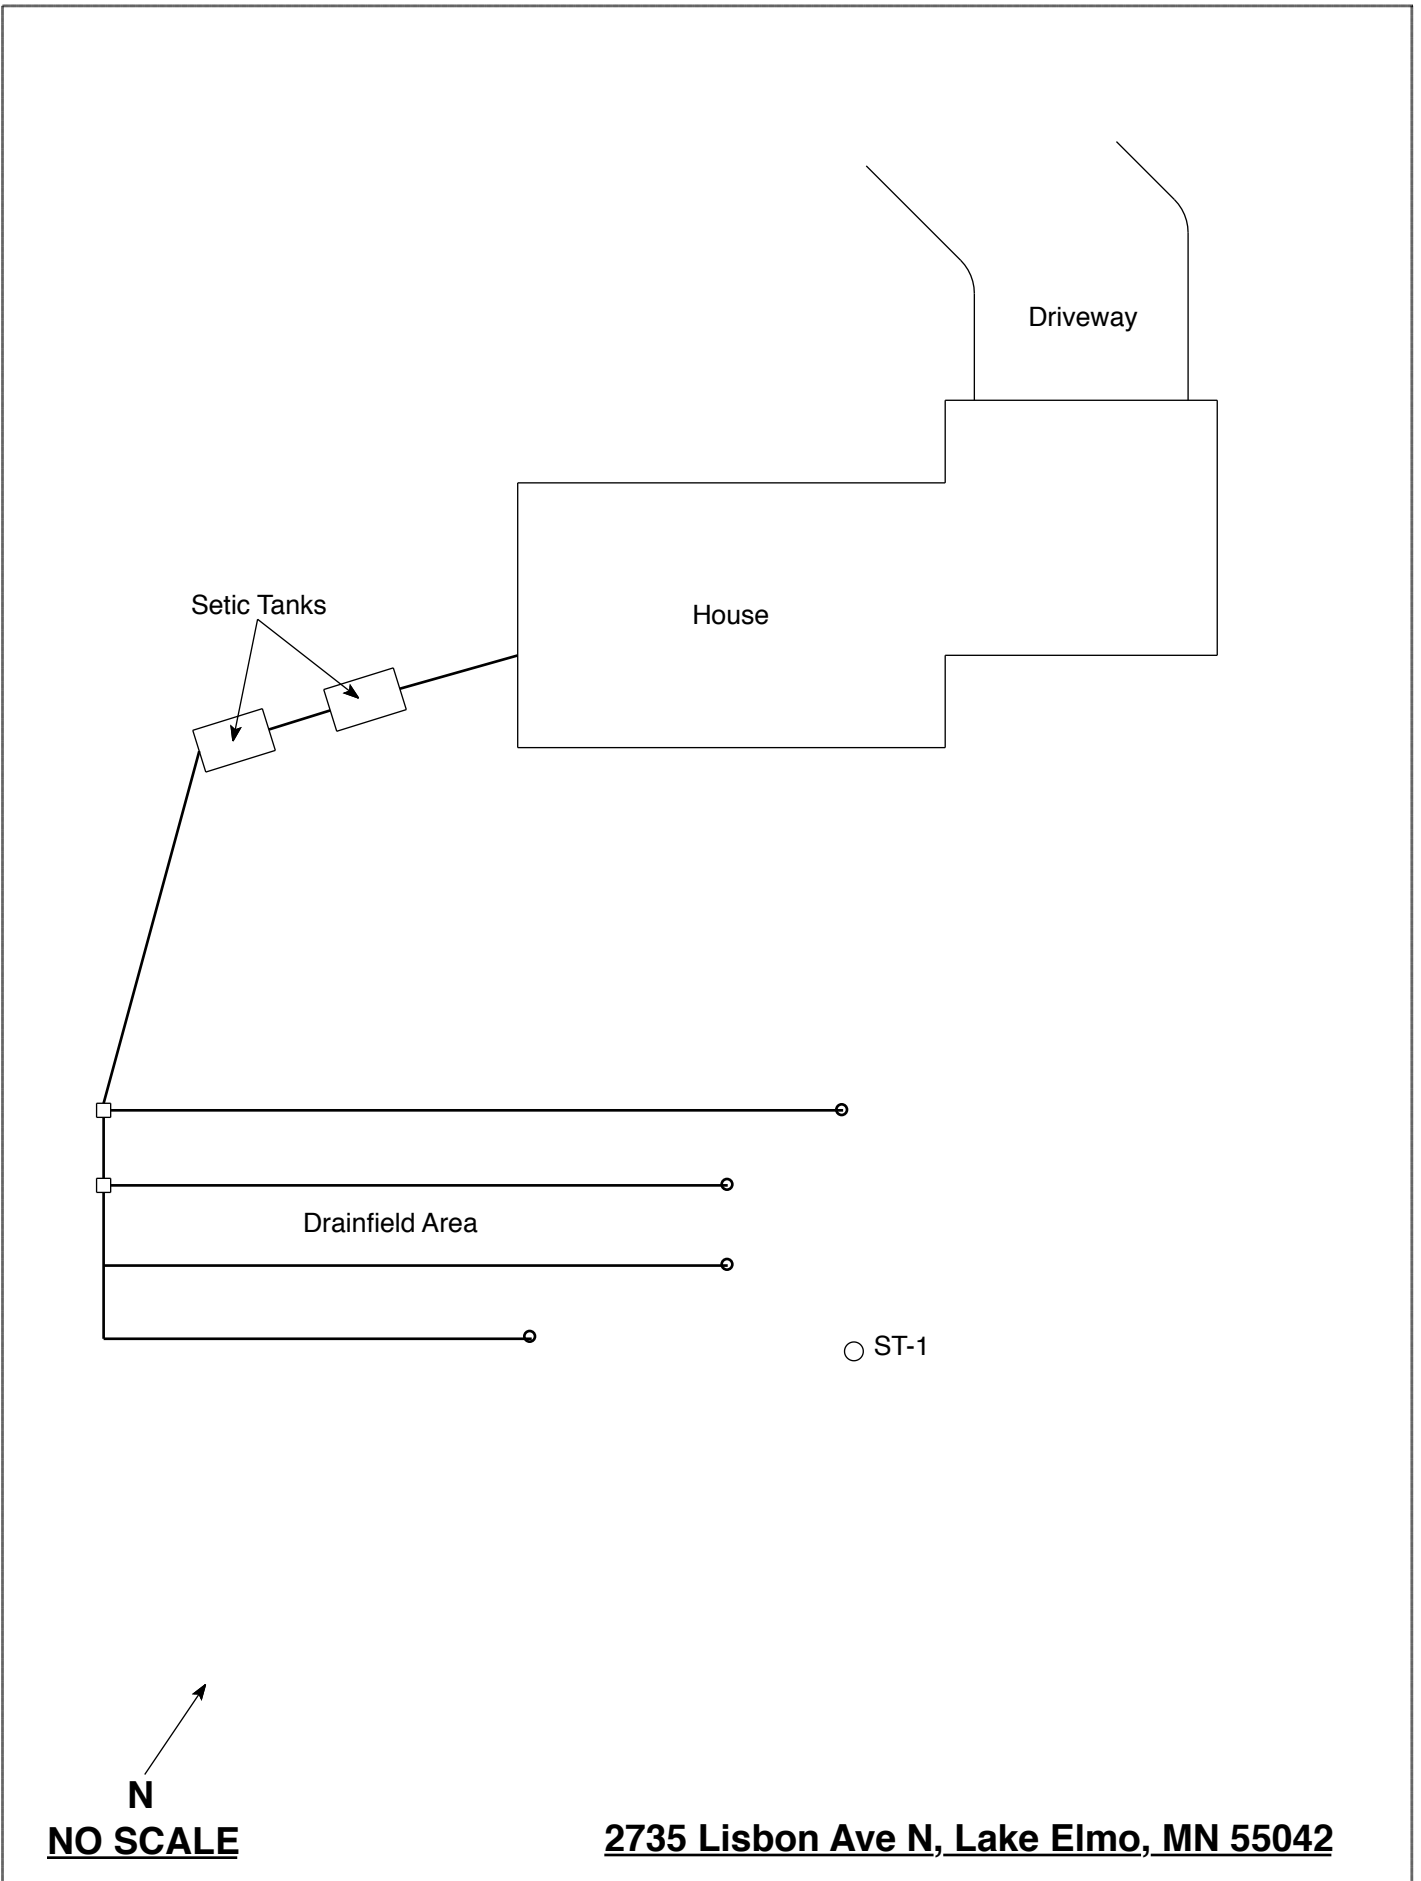 Driveway
Setic Tanks
House
Drainfield Area
ST-1
N
NO SCALE
2735 Lisbon Ave N, Lake Elmo, MN 55042